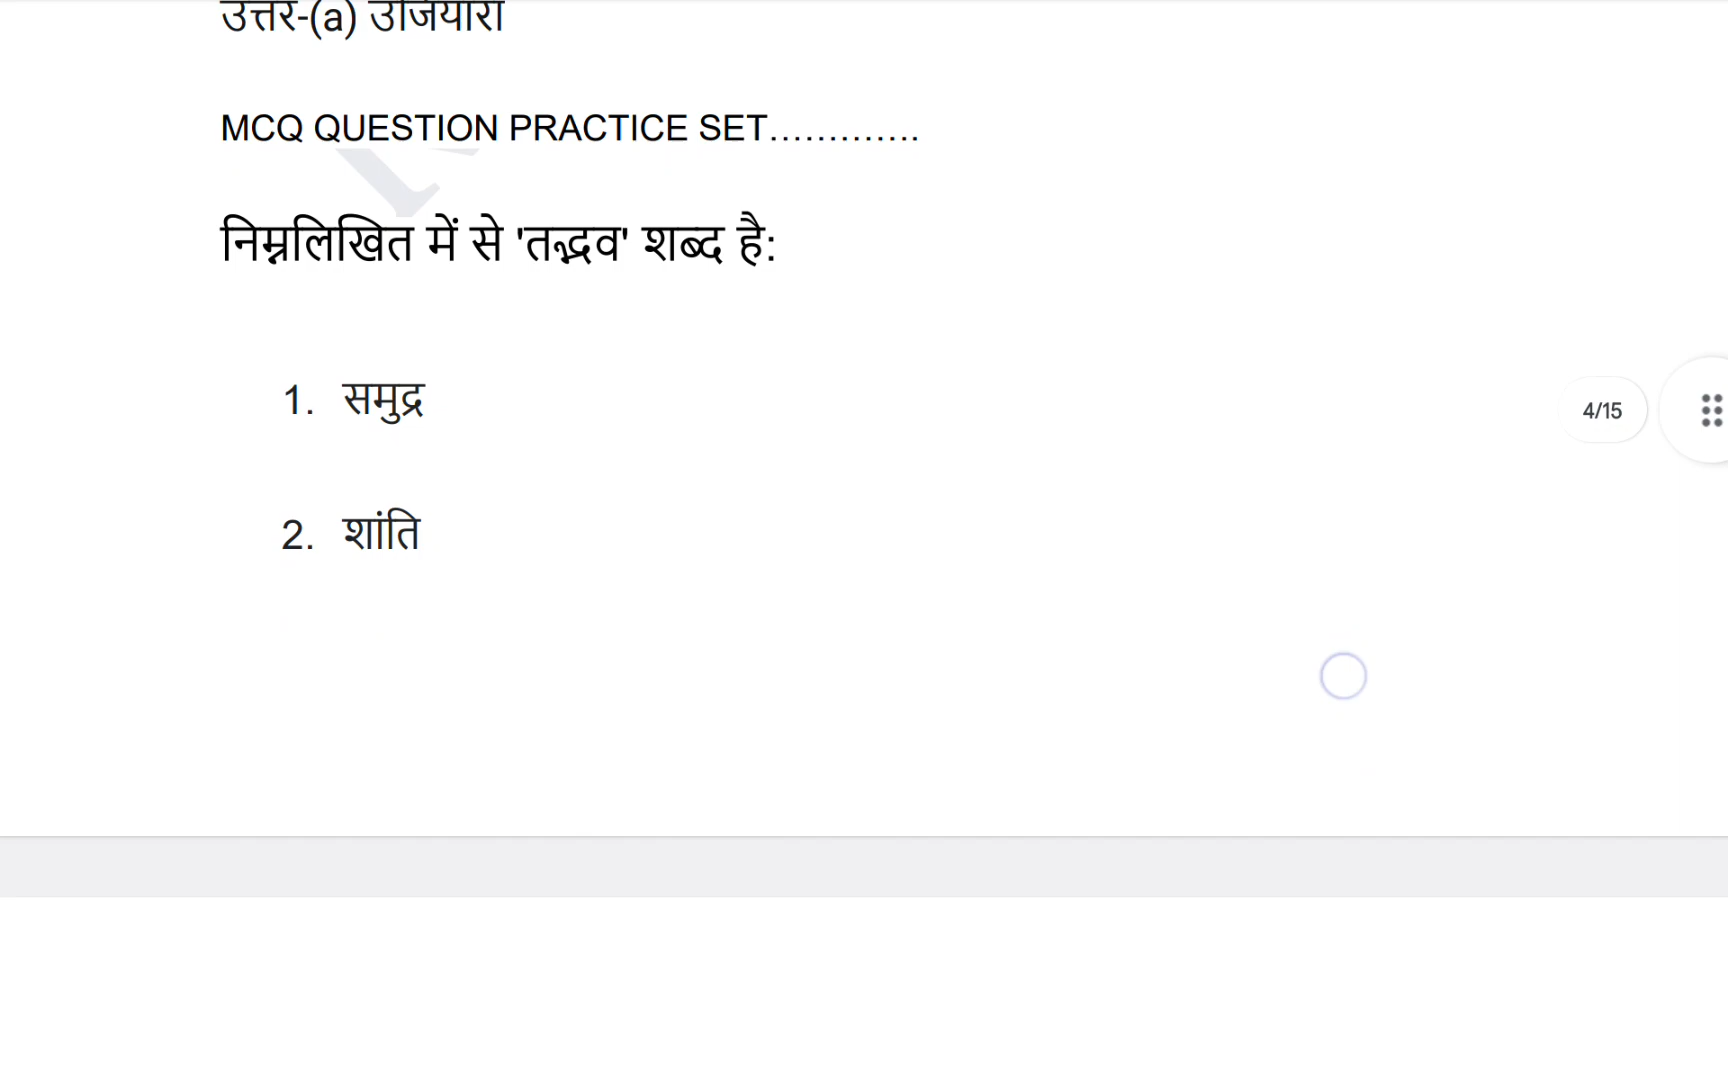 उत्तर-(a) उजियारा
MCQ QUESTION PRACTICE SET.............
निम्नलिखित में से 'तद्भव' शब्द है:
1. समुद्र
4/15
2. शांति